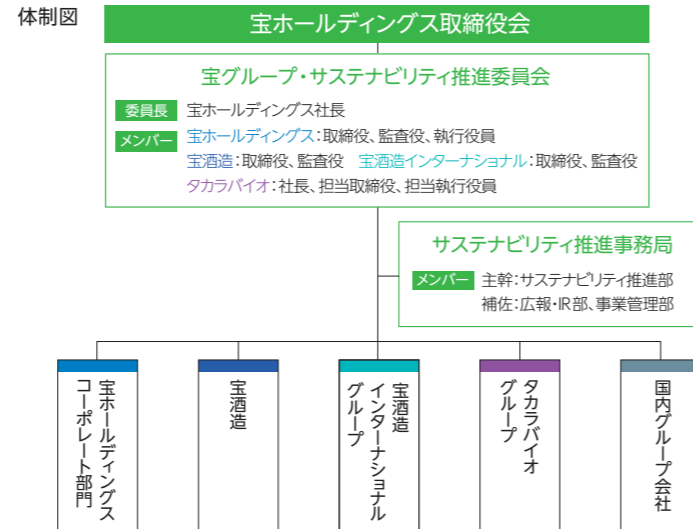 体制図
宝ホールディングス取締役会
宝グループ・サステナビリティ推進委員会
委員長 宝ホールディングス社長
メンバー 宝ホールディングス:取締役、監査役、執行役員
宝酒造:取締役、監査役 宝酒造インターナショナル:取締役、監査役
タカラバイオ:社長、担当取締役、担当執行役員
サステナビリティ推進事務局
メンバー 主幹:サステナビリティ推進部
補佐:広報・IR部、事業管理部
宝ホールディングス
コーポレート部門
宝酒造
宝酒造
インターナショナル
グループ
タカラバイオ
グループ
国内グループ会社